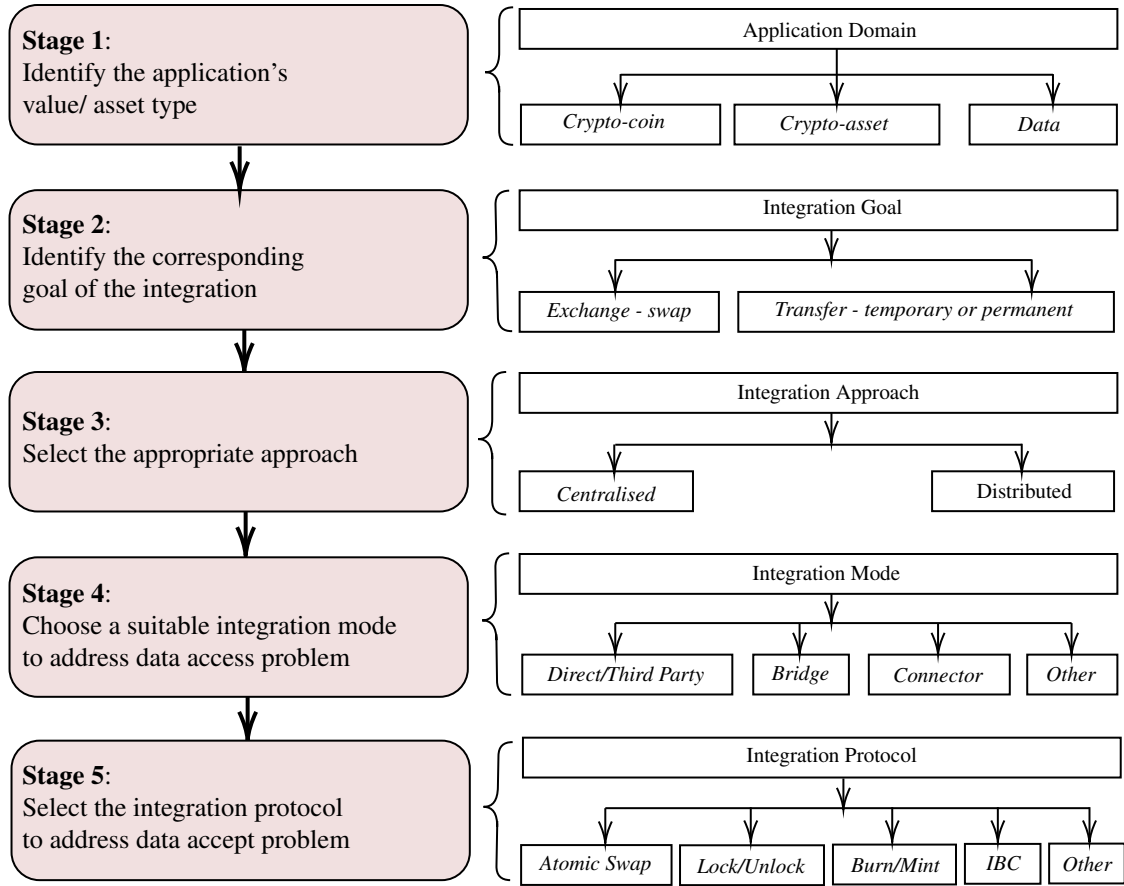 Stage 1:
Identify the application's
value/ asset type
Application Domain
Crypto-coin
Crypto-asset
Data
Stage 2:
Identify the corresponding
goal of the integration
Integration Goal
Exchange - swap
Transfer - temporary or permanent
Stage 3:
Select the appropriate approach
Integration Approach
Centralised
Distributed
Stage 4:
Choose a suitable integration mode
to address data access problem
Integration Mode
Direct/Third Party
Bridge
Connector
Other
Stage 5:
Select the integration protocol
to address data accept problem
Integration Protocol
Atomic Swap
Lock/Unlock
Burn/Mint
IBC
Other